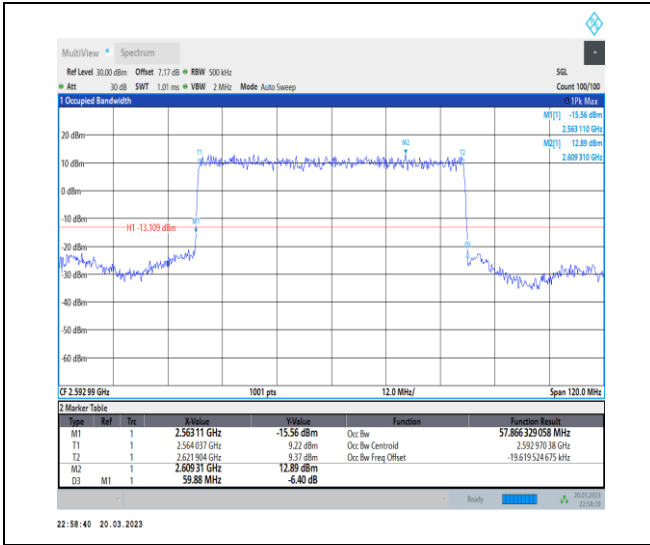 MultiView Spectrum
Ref Level 30.00 dBm Offset 7.17 dB RBW 500 kHz SGL
Att 30 dB SWT 1.01 ms VBW 2 MHz Mode Auto Sweep Count 100/100
1 Occupied Bandwidth 1Pk Max
M1[1] -15.56 dBm
2.563 110 GHz
20 dBm
M2[1] 12.89 dBm
2.609 310 GHz
M2
T1 T2
10 dBm
0 dBm
-10 dBm
M1
H1 -13.109 dBm
-20 dBm
D3
-30 dBm
-40 dBm
-50 dBm
-60 dBm
CF 2.592 99 GHz 1001 pts 12.0 MHz/ Span 120.0 MHz
2 Marker Table
Type Ref Trc X-Value Y-Value Function Function Result
M1 1 2.563 11 GHz -15.56 dBm Occ Bw 57.866 329 058 MHz
T1 1 2.564 037 GHz 9.22 dBm Occ Bw Centroid 2.592 970 38 GHz
T2 1 2.621 904 GHz 9.37 dBm Occ Bw Freq Offset -19.619 524 675 kHz
M2 1 2.609 31 GHz 12.89 dBm
D3 M1 1 59.88 MHz -6.40 dB
Ready 20.03.2023
22:58:39
22:58:40 20.03.2023